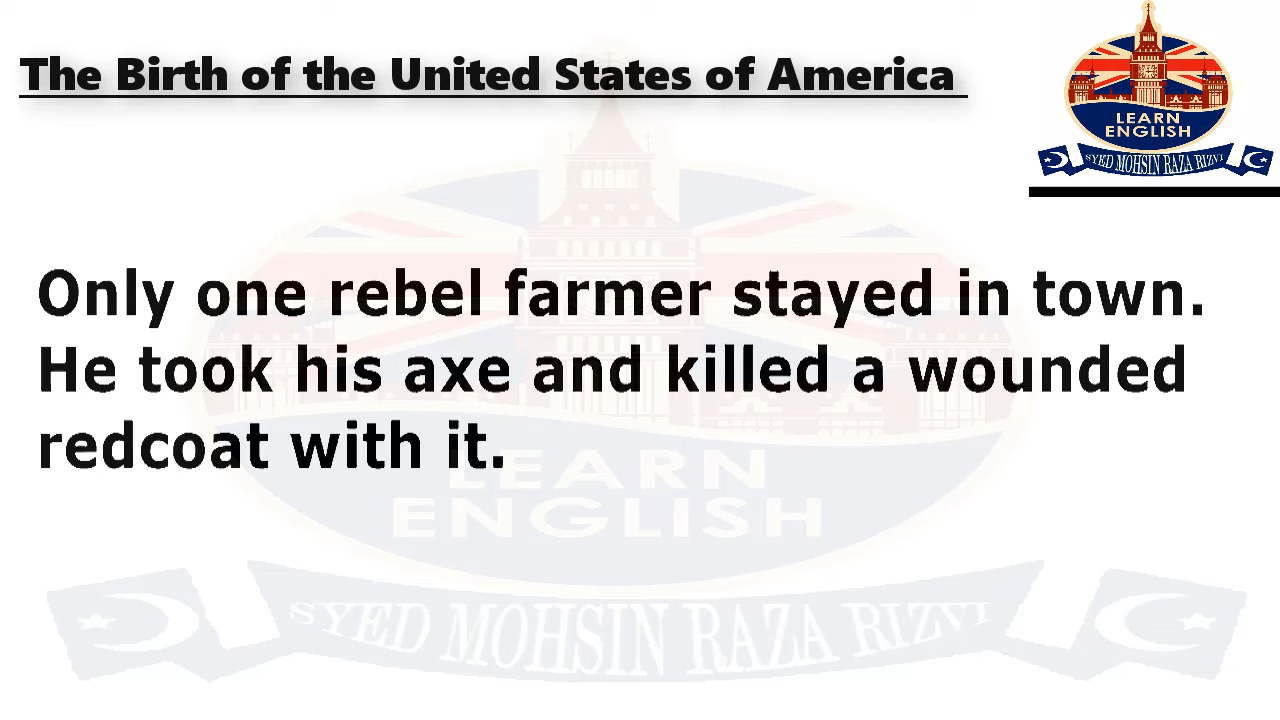 The Birth of the United States of America
LEARN
ENGLISH
SYED MOHSIN RAZA RIZVI
Only one rebel farmer stayed in town.
He took his axe and killed a wounded
redcoat with it.
LEARN
ENGLISH
SYED MOHSIN RAZA RIZVI